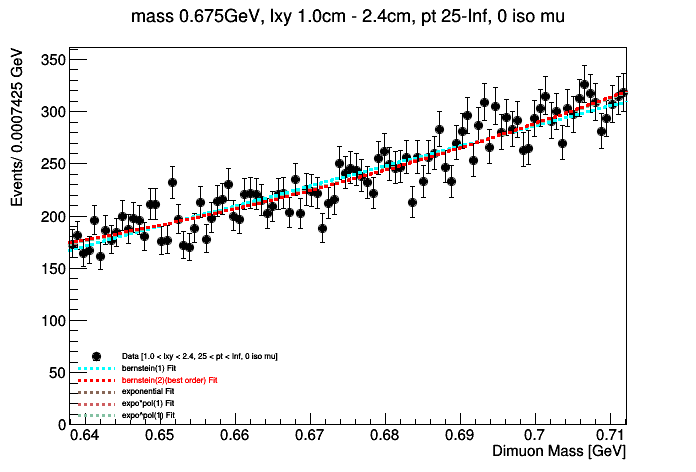 mass 0.675GeV, lxy 1.0cm - 2.4cm, pt 25-Inf, 0 iso mu
Events/ 0.0007425 GeV
350
300
250
200
150
100
50
0
Data [1.0 < lxy < 2.4, 25 < pt < Inf, 0 iso mu]
bernstein(1) Fit
bernstein(2)(best order) Fit
exponential Fit
expo*pol(1) Fit
expo^pol(1) Fit
0.64 0.65 0.66 0.67 0.68 0.69 0.7 0.71
Dimuon Mass [GeV]